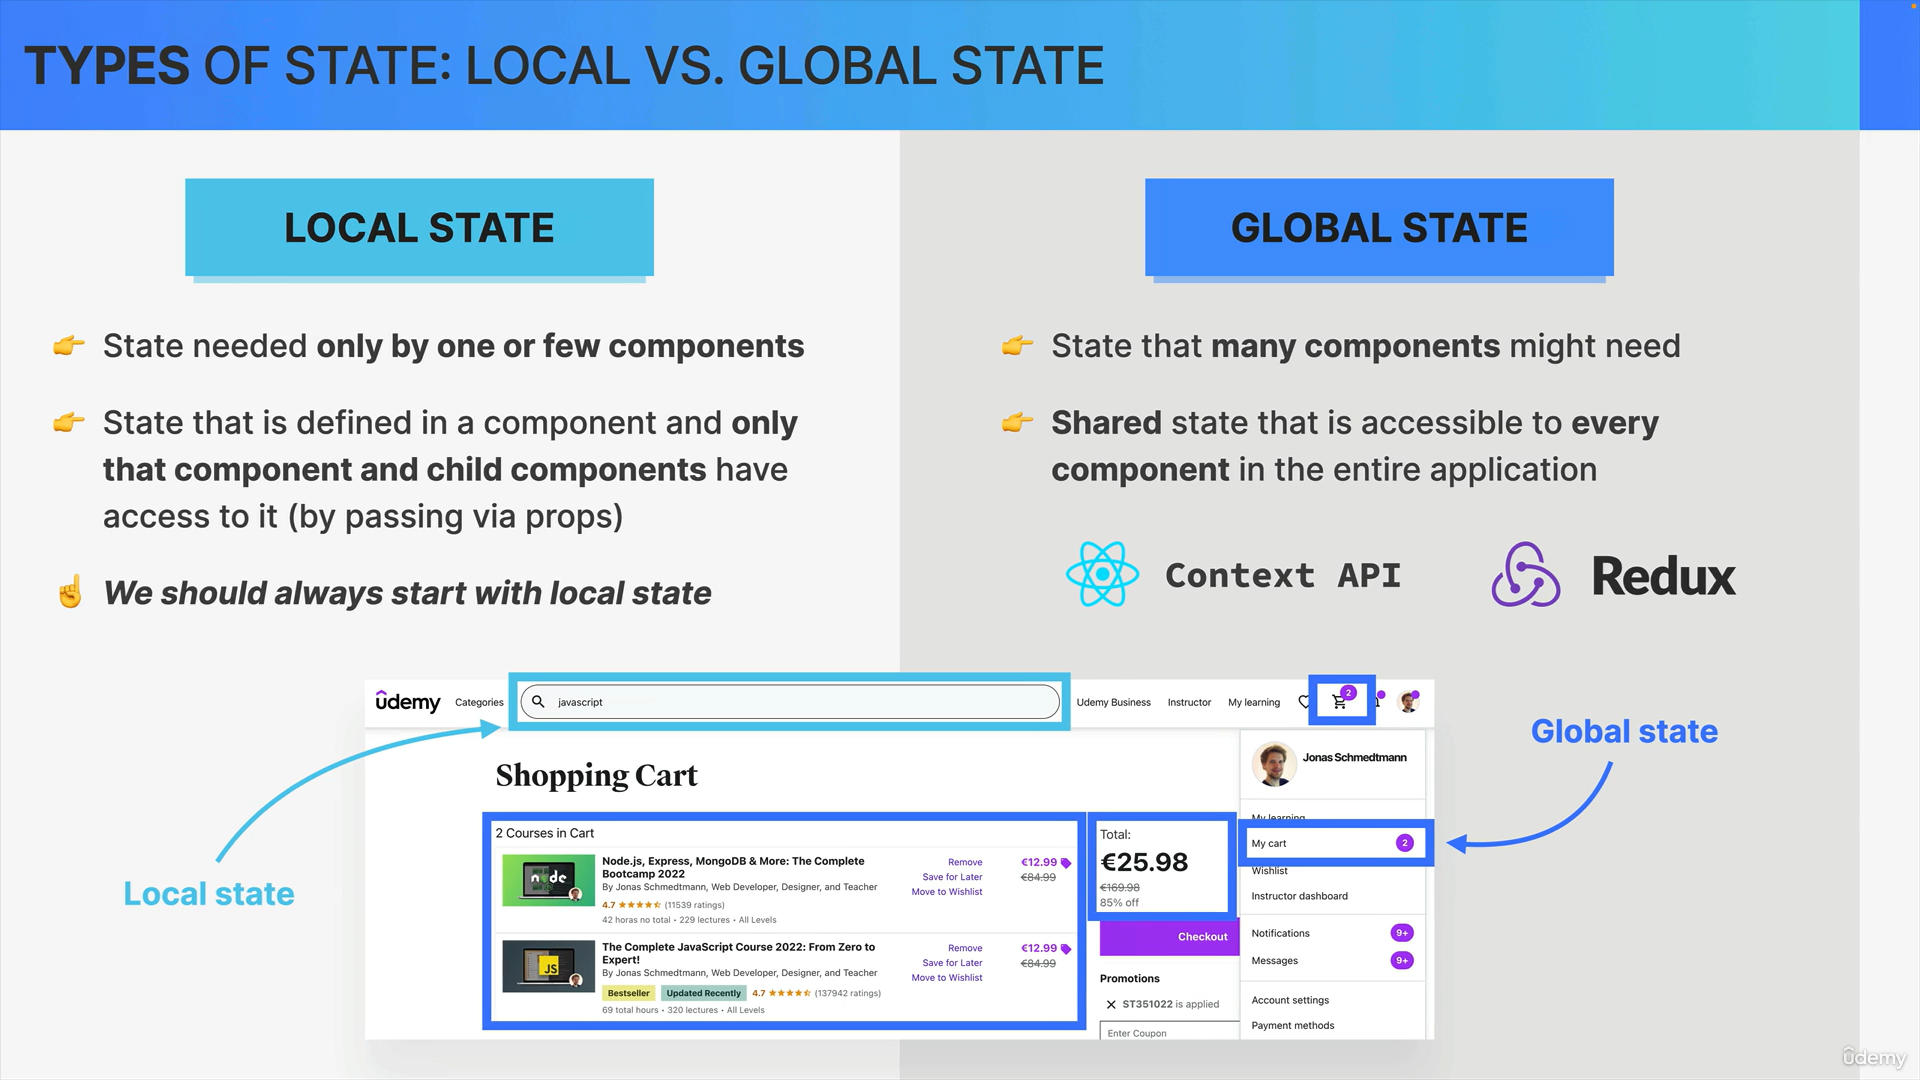 TYPES OF STATE: LOCAL VS. GLOBAL STATE
LOCAL STATE
State needed only by one or few components
State that is defined in a component and only
that component and child components have
access to it (by passing via props)
We should always start with local state
GLOBAL STATE
State that many components might need
Shared state that is accessible to every
component in the entire application
Context API
Redux
udemy
Categories
javascript
Udemy Business
Instructor
My learning
2
Shopping Cart
2 Courses in Cart
node
Node.js, Express, MongoDB & More: The Complete
Bootcamp 2022
By Jonas Schmedtmann, Web Developer, Designer, and Teacher
4.7 (11539 ratings)
42 horas no total • 229 lectures • All Levels
Remove
Save for Later
Move to Wishlist
€12.99
€84.99
JS
The Complete JavaScript Course 2022: From Zero to
Expert!
By Jonas Schmedtmann, Web Developer, Designer, and Teacher
Bestseller Updated Recently 4.7 (137942 ratings)
69 total hours • 320 lectures • All Levels
Remove
Save for Later
Move to Wishlist
€12.99
€84.99
Total:
€25.98
€169.98
85% off
Checkout
Promotions
ST351022 is applied
Enter Coupon
Jonas Schmedtmann
My learning
My cart 2
Wishlist
Instructor dashboard
Notifications 9+
Messages 9+
Account settings
Payment methods
Local state
Global state
udemy